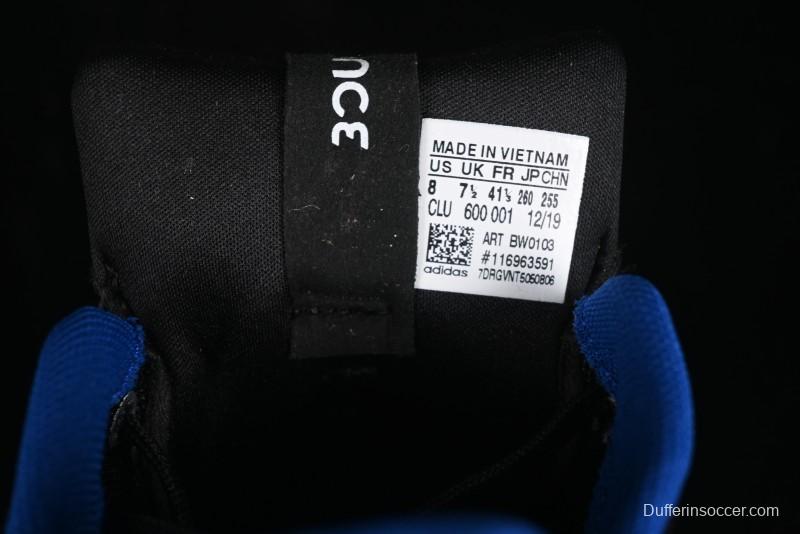 MADE IN VIETNAM
US UK FR JP CHN
8 7½ 41⅓ 260 255
CLU 600 001 12/19
ART BW0103
#116963591
adidas 7DRGVNT5050806
Dufferinsoccer.com